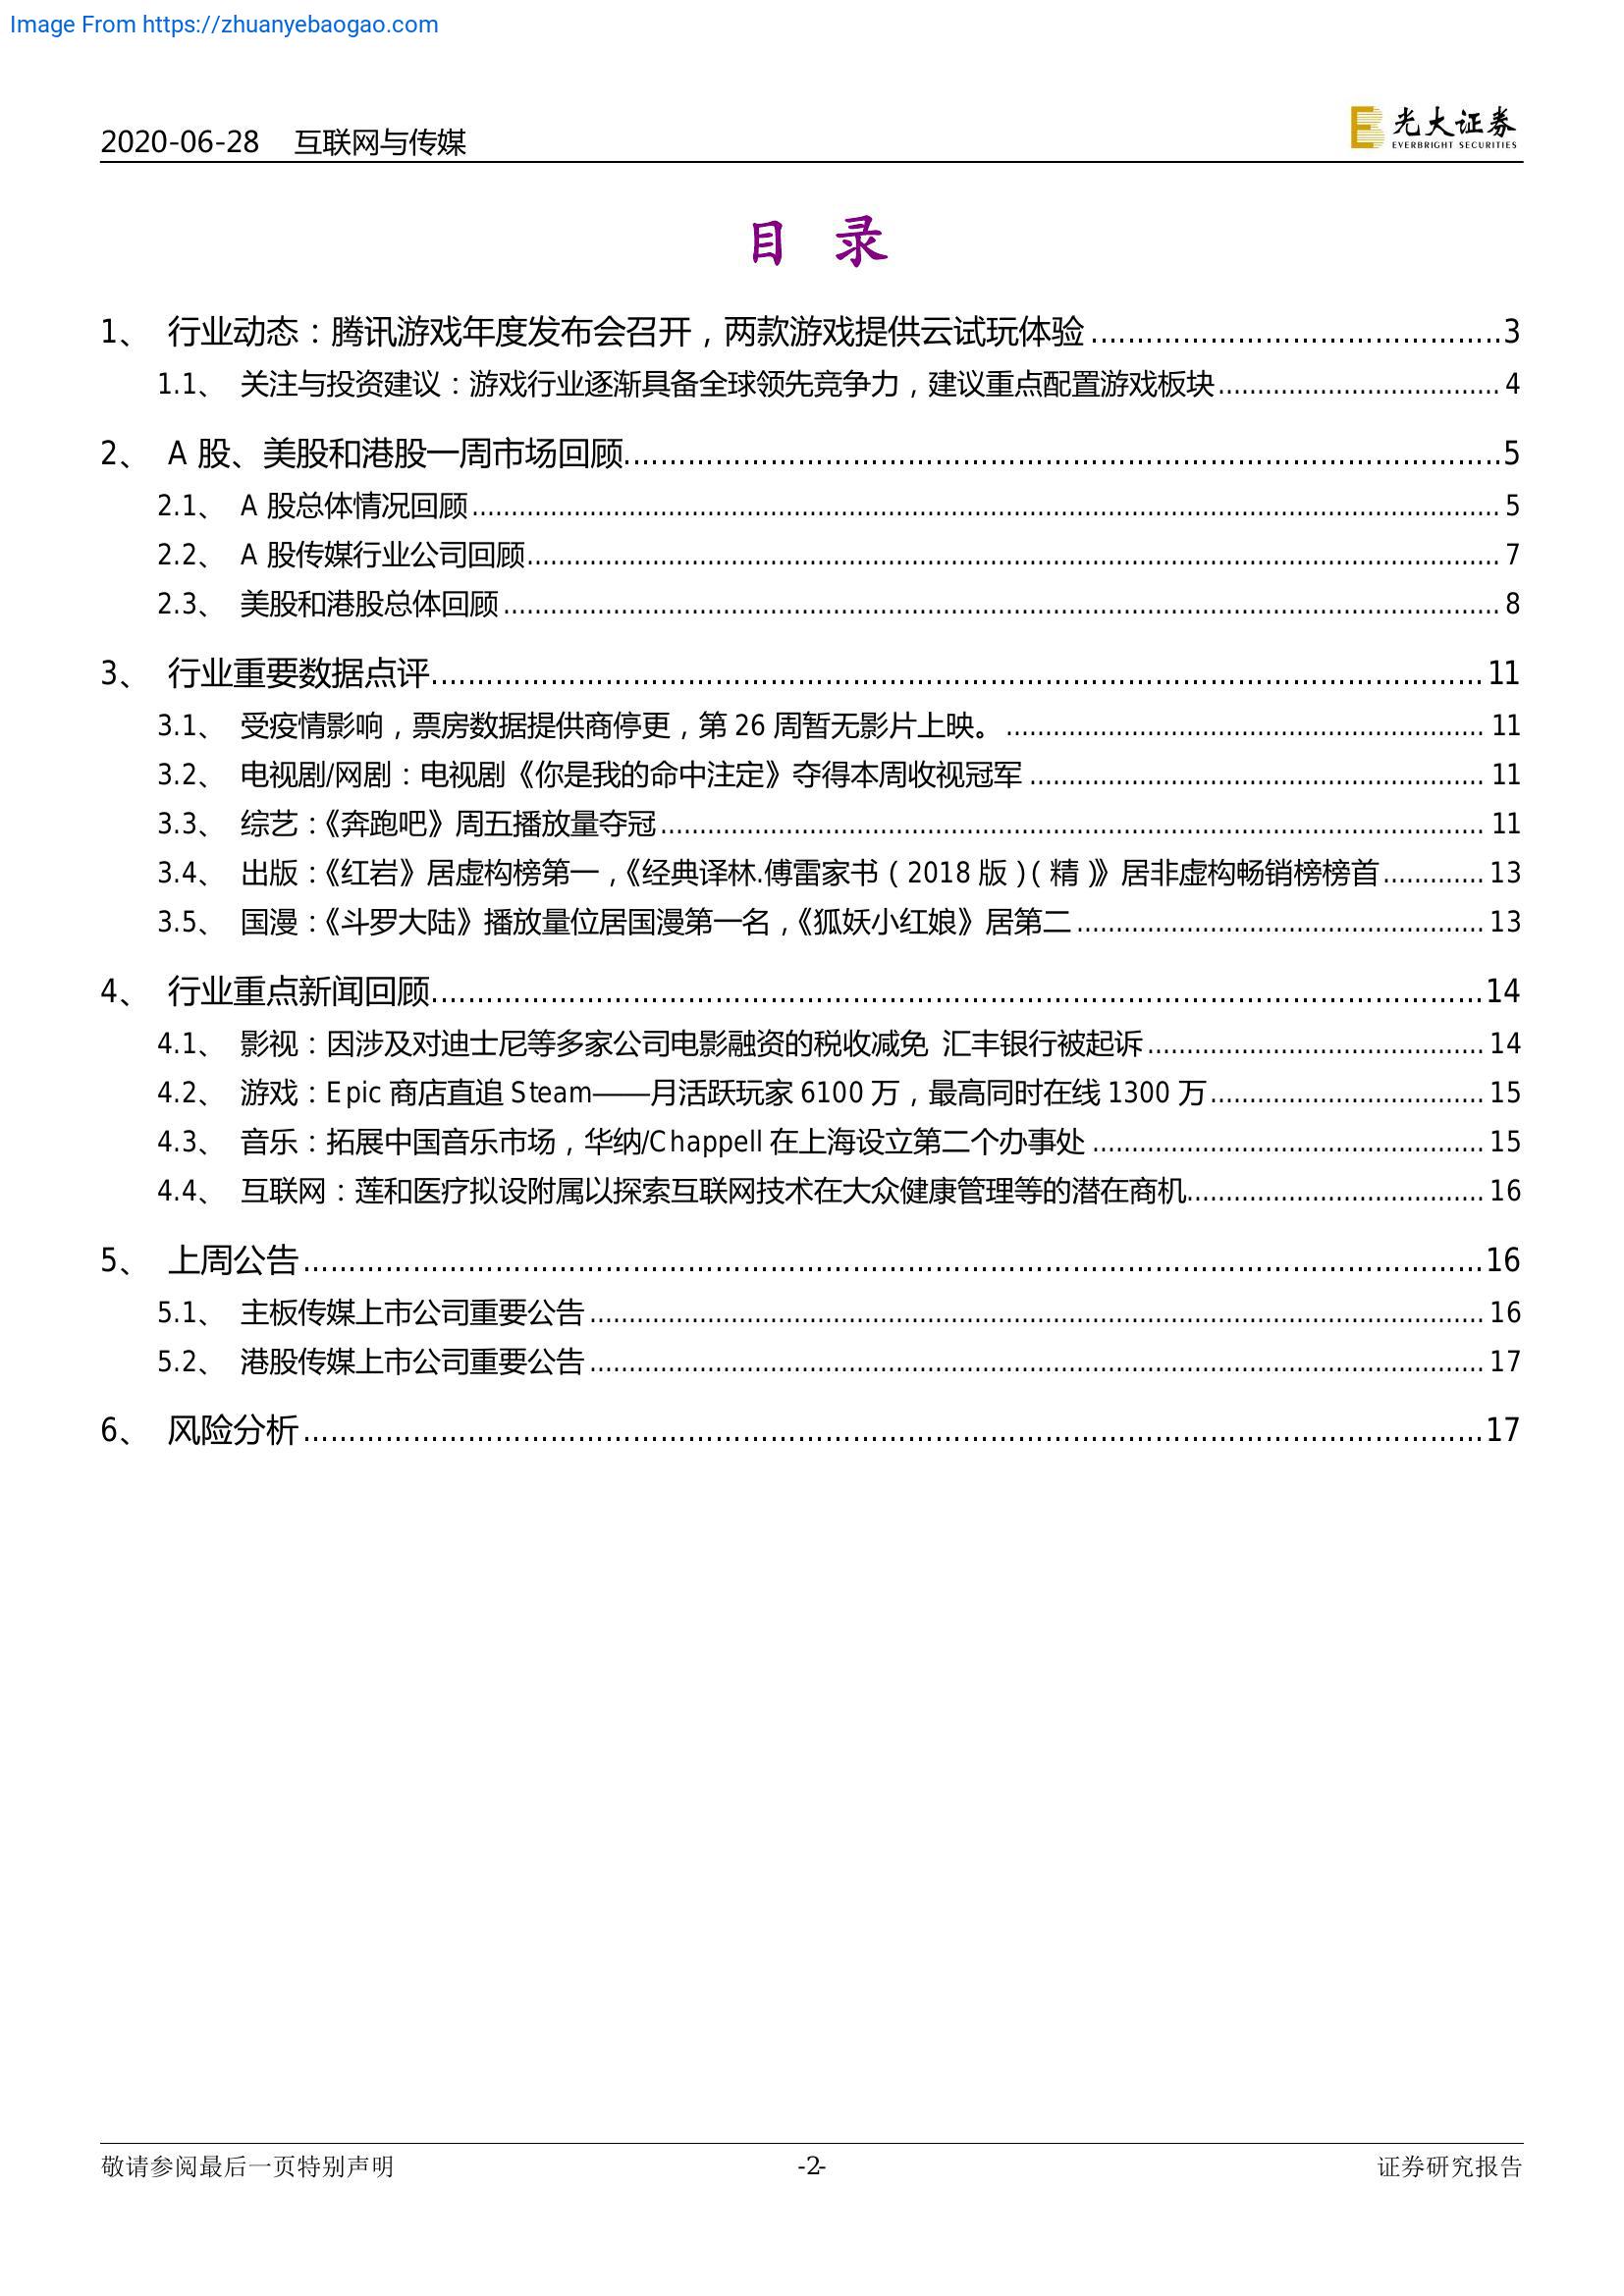 Image From https://zhuanyebaogao.com
2020-06-28 互联网与传媒
光大证券
EVERBRIGHT SECURITIES
目 录
1、 行业动态：腾讯游戏年度发布会召开，两款游戏提供云试玩体验 3
1.1、 关注与投资建议：游戏行业逐渐具备全球领先竞争力，建议重点配置游戏板块 4
2、 A 股、美股和港股一周市场回顾 5
2.1、 A 股总体情况回顾 5
2.2、 A 股传媒行业公司回顾 7
2.3、 美股和港股总体回顾 8
3、 行业重要数据点评 11
3.1、 受疫情影响，票房数据提供商停更，第 26 周暂无影片上映。 11
3.2、 电视剧/网剧：电视剧《你是我的命中注定》夺得本周收视冠军 11
3.3、 综艺：《奔跑吧》周五播放量夺冠 11
3.4、 出版：《红岩》居虚构榜第一，《经典译林.傅雷家书（2018 版）（精）》居非虚构畅销榜榜首 13
3.5、 国漫：《斗罗大陆》播放量位居国漫第一名，《狐妖小红娘》居第二 13
4、 行业重点新闻回顾 14
4.1、 影视：因涉及对迪士尼等多家公司电影融资的税收减免 汇丰银行被起诉 14
4.2、 游戏：Epic 商店直追 Steam——月活跃玩家 6100 万，最高同时在线 1300 万 15
4.3、 音乐：拓展中国音乐市场，华纳/Chappell 在上海设立第二个办事处 15
4.4、 互联网：莲和医疗拟设附属以探索互联网技术在大众健康管理等的潜在商机 16
5、 上周公告 16
5.1、 主板传媒上市公司重要公告 16
5.2、 港股传媒上市公司重要公告 17
6、 风险分析 17
敬请参阅最后一页特别声明 -2- 证券研究报告